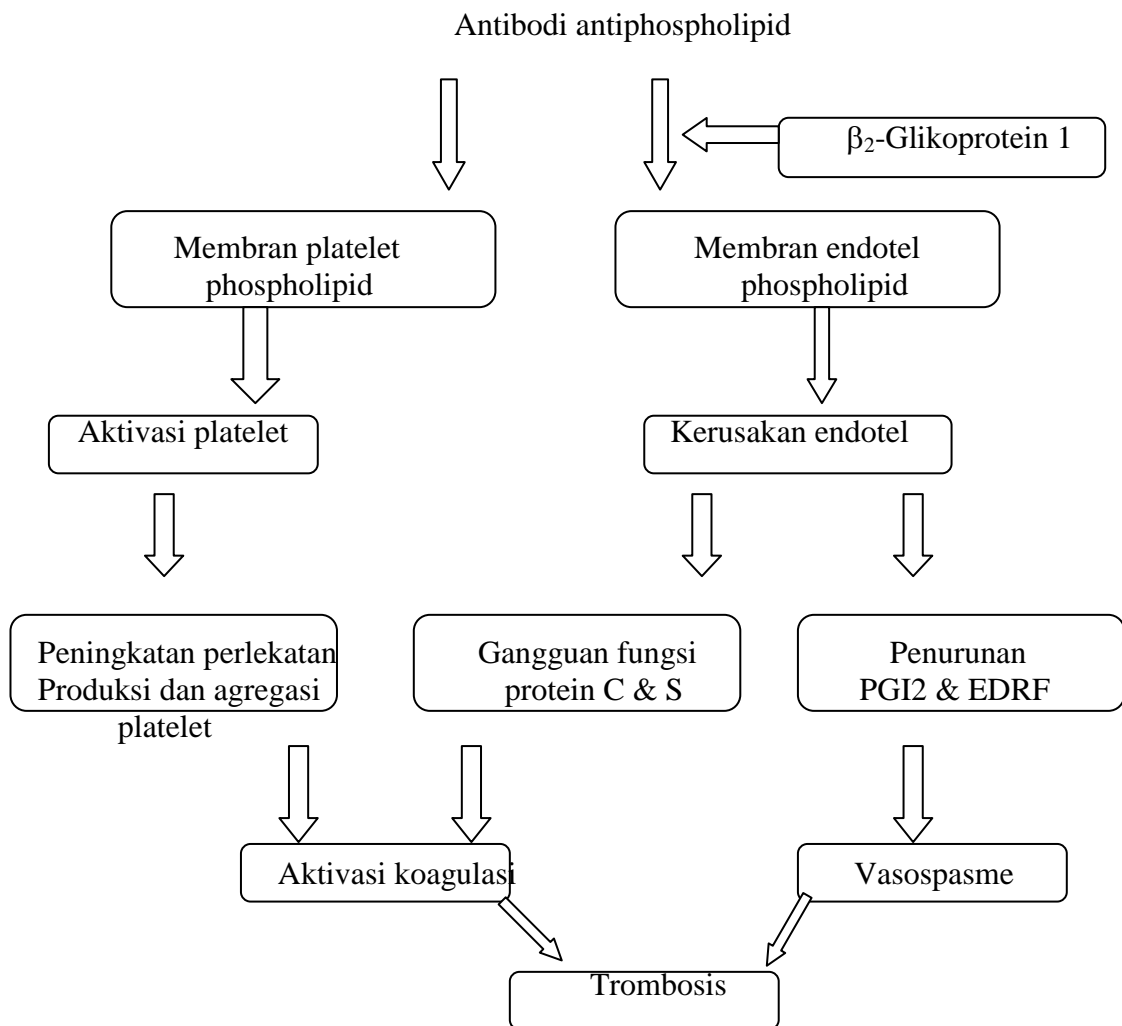 Antibodi antiphospholipid
β₂-Glikoprotein 1
Membran platelet
phospholipid
Membran endotel
phospholipid
Aktivasi platelet
Kerusakan endotel
Peningkatan perlekatan
Produksi dan agregasi
platelet
Gangguan fungsi
protein C & S
Penurunan
PGI2 & EDRF
Aktivasi koagulasi
Vasospasme
Trombosis